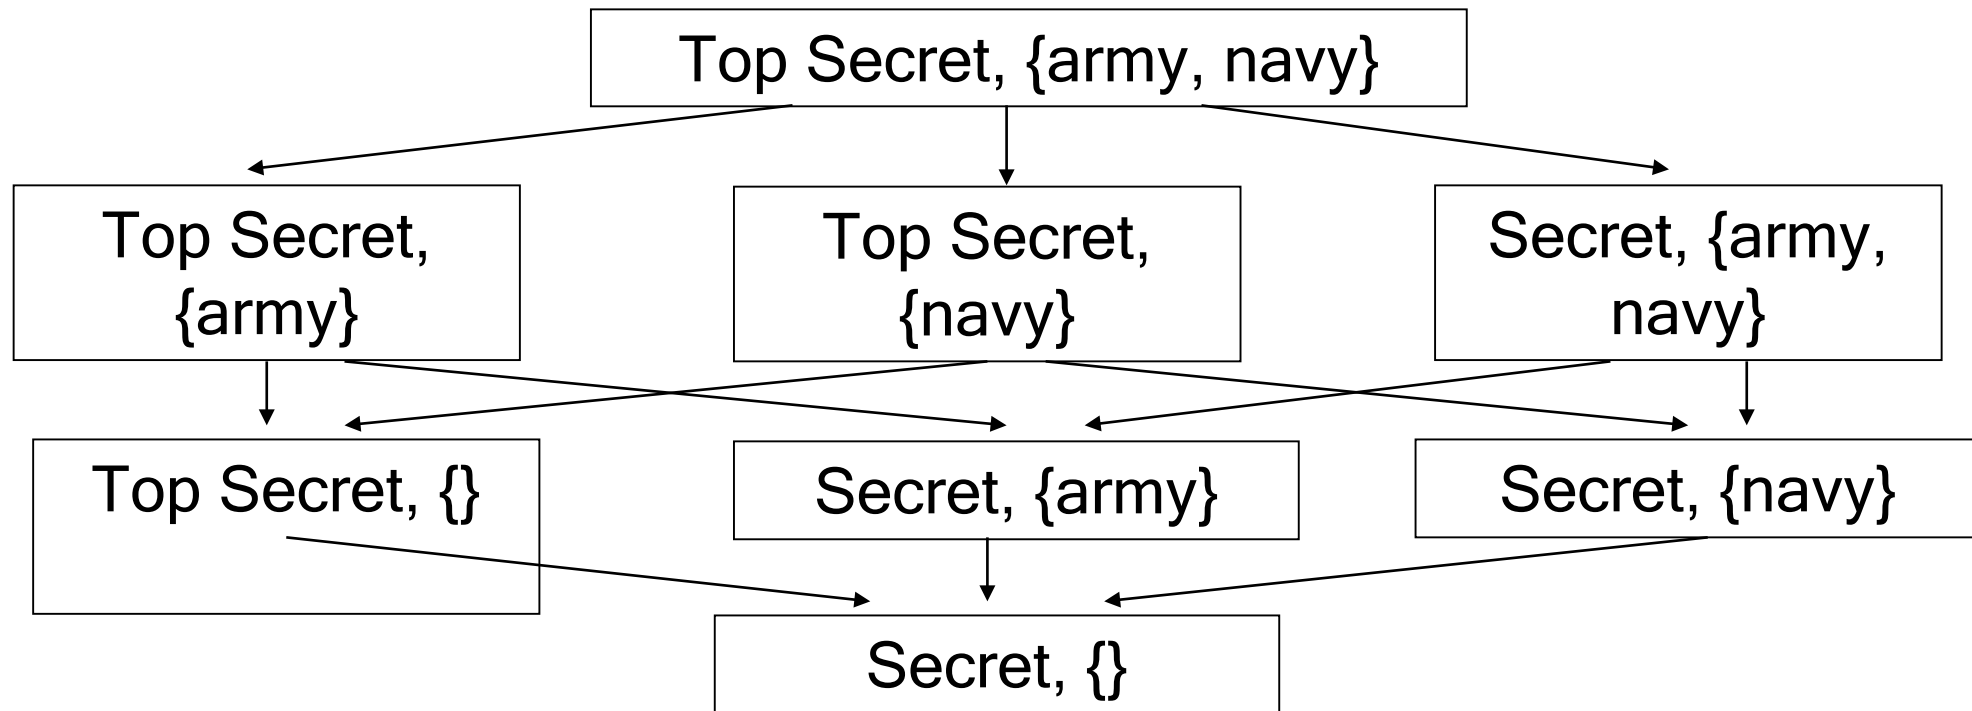 Top Secret, {army, navy}
Top Secret,
{army}
Top Secret,
{navy}
Secret, {army,
navy}
Top Secret, {}
Secret, {army}
Secret, {navy}
Secret, {}